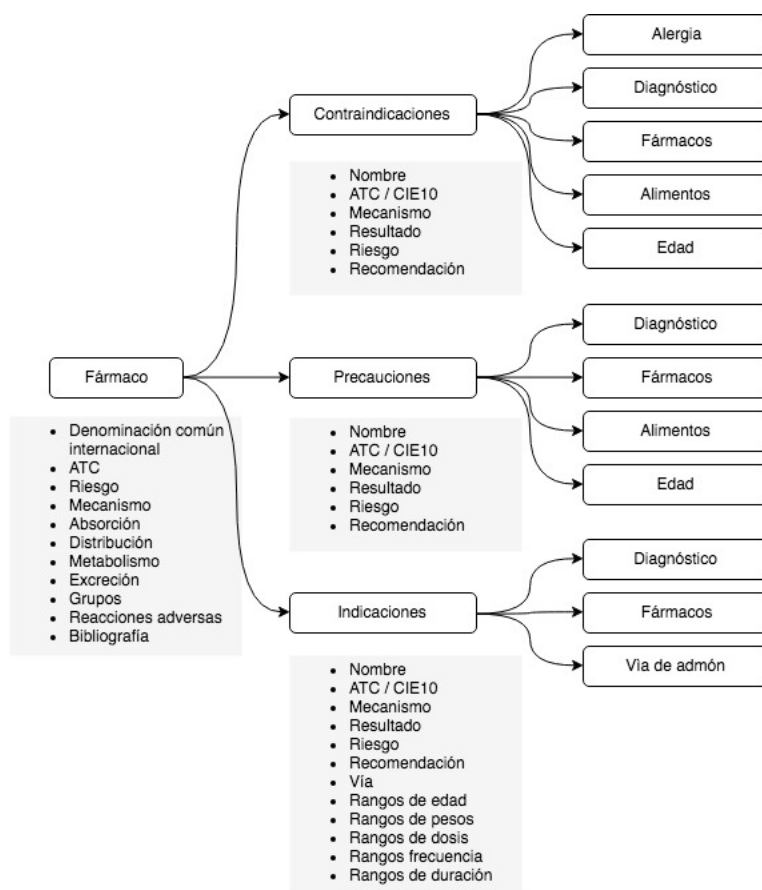 Fármaco
• Denominación común
internacional
• ATC
• Riesgo
• Mecanismo
• Absorción
• Distribución
• Metabolismo
• Excreción
• Grupos
• Reacciones adversas
• Bibliografía
Contraindicaciones
• Nombre
• ATC / CIE10
• Mecanismo
• Resultado
• Riesgo
• Recomendación
Alergia
Diagnóstico
Fármacos
Alimentos
Edad
Precauciones
• Nombre
• ATC / CIE10
• Mecanismo
• Resultado
• Riesgo
• Recomendación
Diagnóstico
Fármacos
Alimentos
Edad
Indicaciones
• Nombre
• ATC / CIE10
• Mecanismo
• Resultado
• Riesgo
• Recomendación
• Vía
• Rangos de edad
• Rangos de pesos
• Rangos de dosis
• Rangos frecuencia
• Rangos de duración
Diagnóstico
Fármacos
Vìa de admón